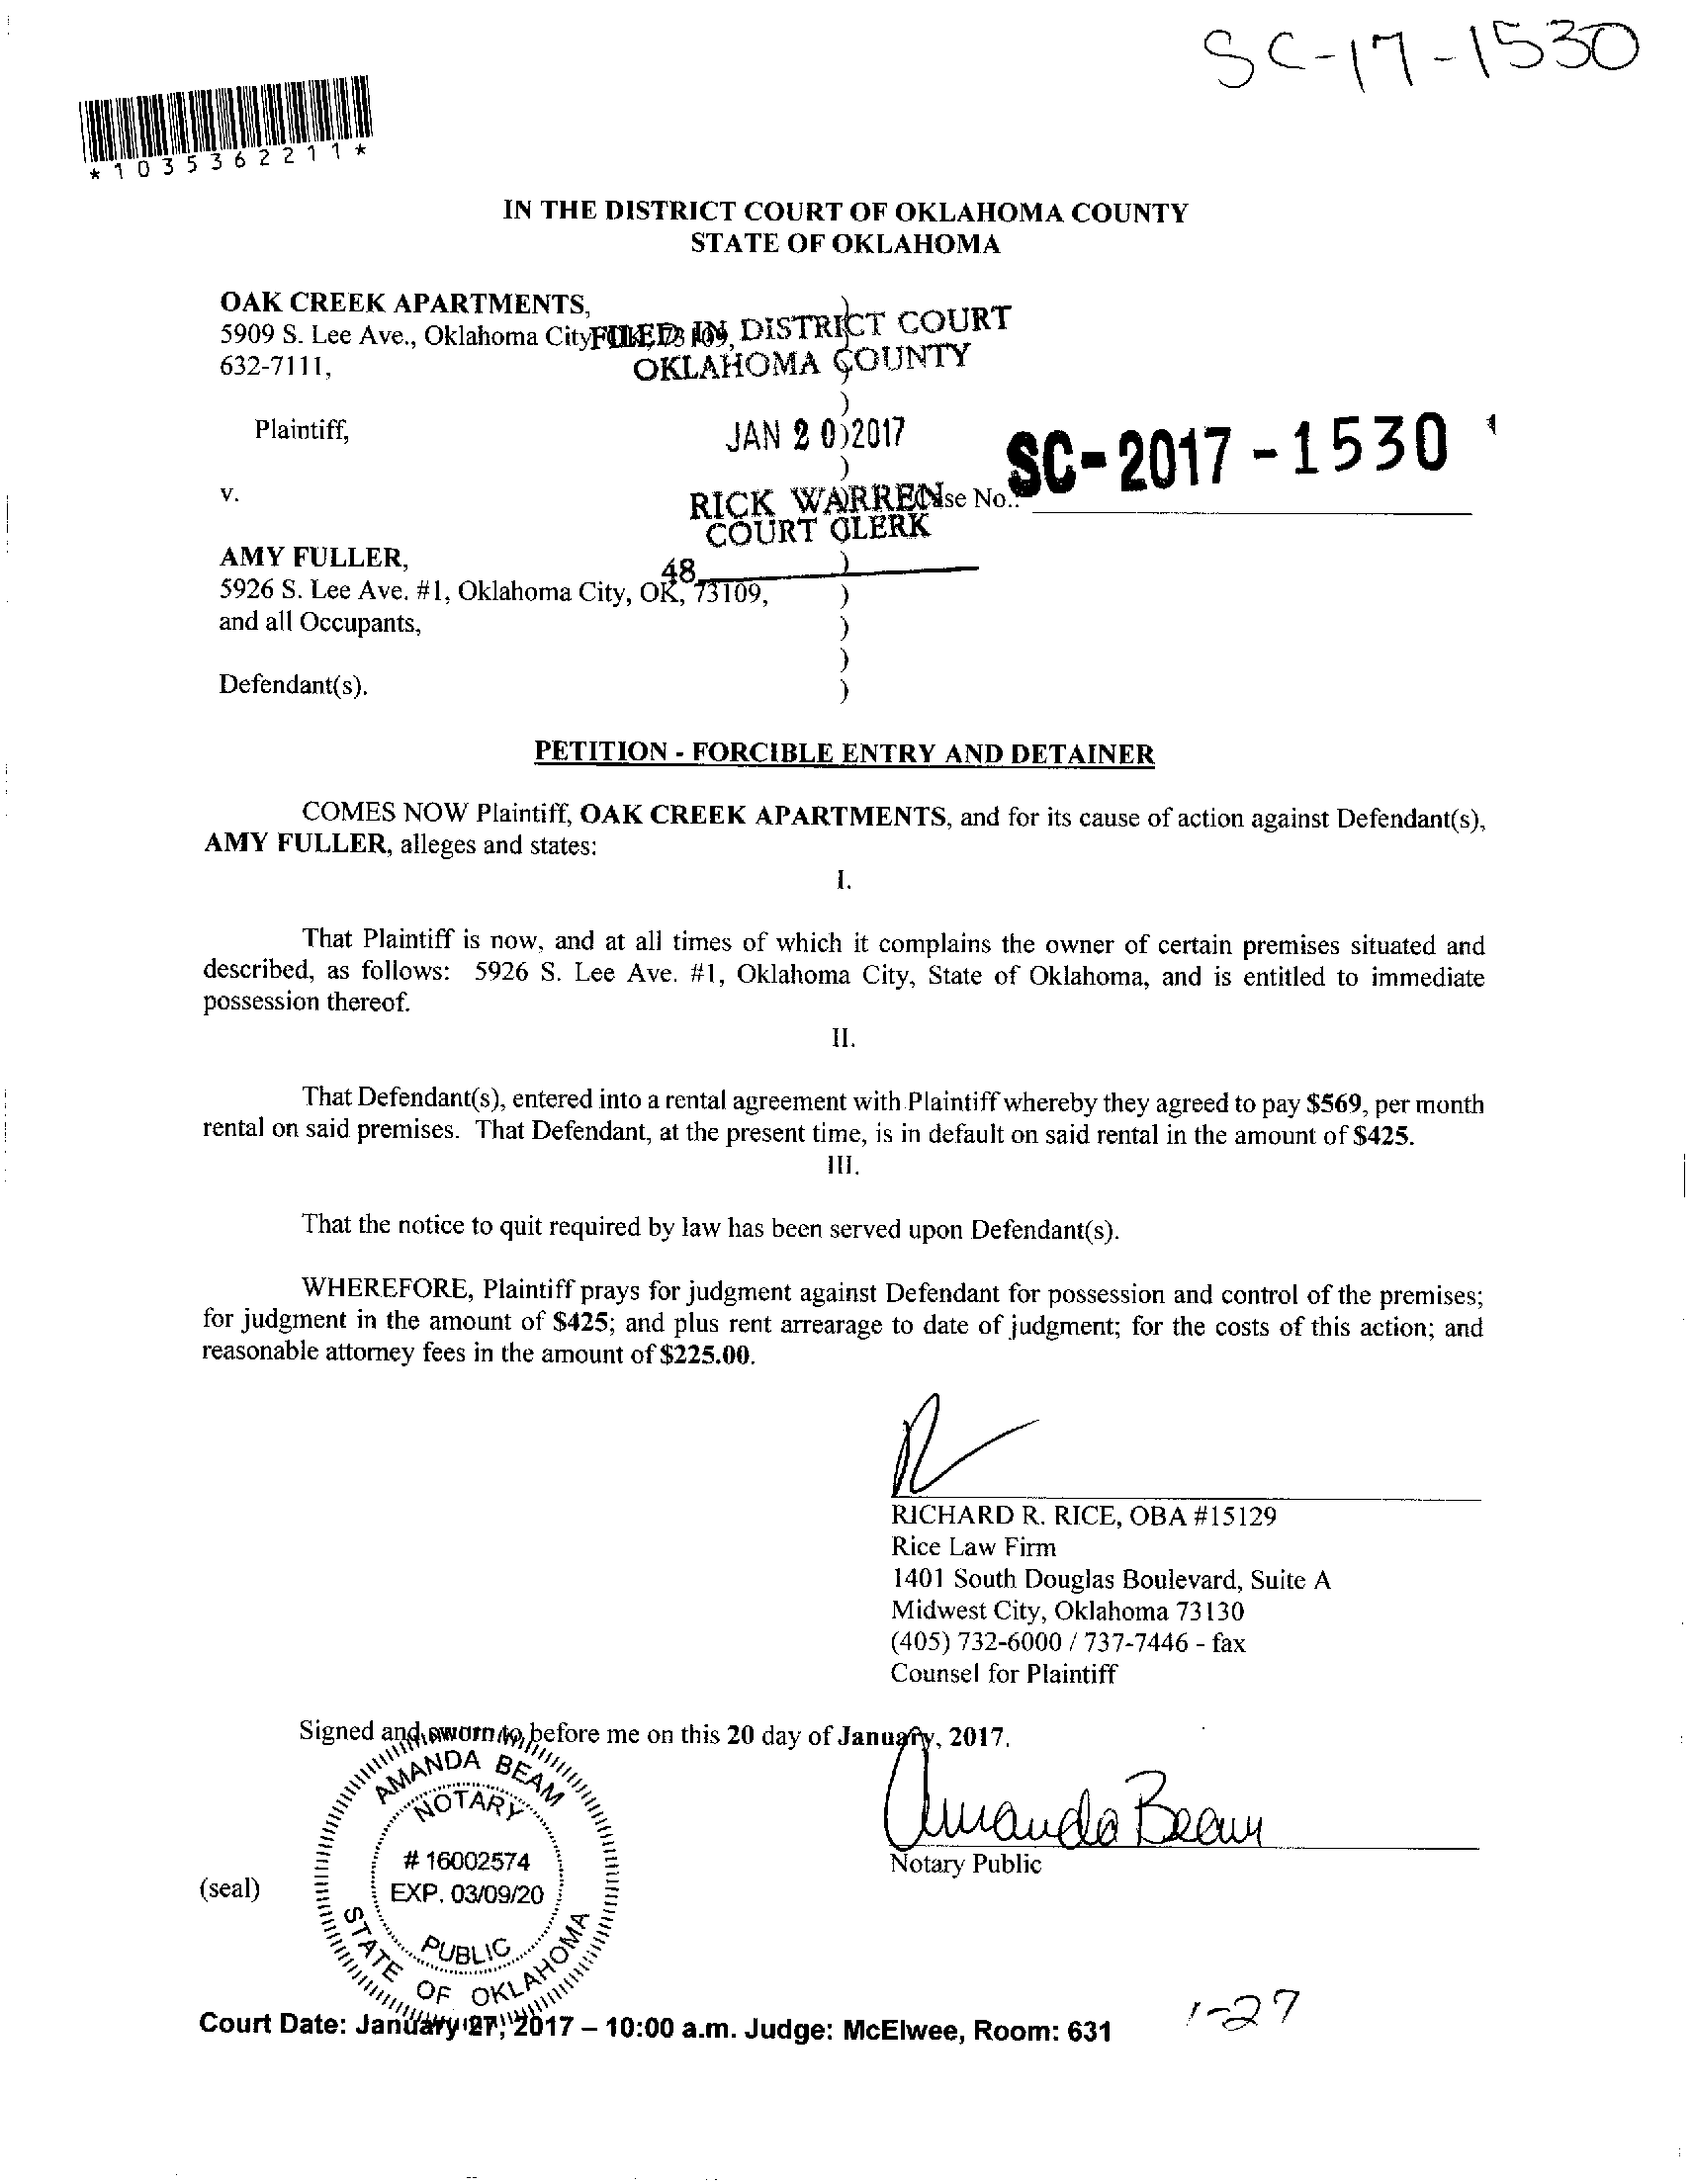 SC-17-1530
*1035362211*
IN THE DISTRICT COURT OF OKLAHOMA COUNTY
STATE OF OKLAHOMA
OAK CREEK APARTMENTS,
5909 S. Lee Ave., Oklahoma City, OK, 73109,
632-7111,
FILED IN DISTRICT COURT
OKLAHOMA COUNTY
Plaintiff,
JAN 20 2017
SC-2017-1530
v.
RICK WARREN
COURT CLERK
Case No.:
48
AMY FULLER,
5926 S. Lee Ave. #1, Oklahoma City, OK, 73109,
and all Occupants,
)
)
)
)
)
)
)
Defendant(s).
PETITION - FORCIBLE ENTRY AND DETAINER
COMES NOW Plaintiff, OAK CREEK APARTMENTS, and for its cause of action against Defendant(s),
AMY FULLER, alleges and states:
I.
That Plaintiff is now, and at all times of which it complains the owner of certain premises situated and
described, as follows: 5926 S. Lee Ave. #1, Oklahoma City, State of Oklahoma, and is entitled to immediate
possession thereof.
II.
That Defendant(s), entered into a rental agreement with Plaintiff whereby they agreed to pay $569, per month
rental on said premises. That Defendant, at the present time, is in default on said rental in the amount of $425.
III.
That the notice to quit required by law has been served upon Defendant(s).
WHEREFORE, Plaintiff prays for judgment against Defendant for possession and control of the premises;
for judgment in the amount of $425; and plus rent arrearage to date of judgment; for the costs of this action; and
reasonable attorney fees in the amount of $225.00.
RICHARD R. RICE, OBA #15129
Rice Law Firm
1401 South Douglas Boulevard, Suite A
Midwest City, Oklahoma 73130
(405) 732-6000 / 737-7446 - fax
Counsel for Plaintiff
Signed and sworn to before me on this 20 day of January, 2017.
AMANDA BEAM
NOTARY
# 16002574
EXP. 03/09/20
PUBLIC
STATE OF OKLAHOMA
Amanda Beam
Notary Public
(seal)
Court Date: January 27, 2017 – 10:00 a.m. Judge: McElwee, Room: 631
1-27